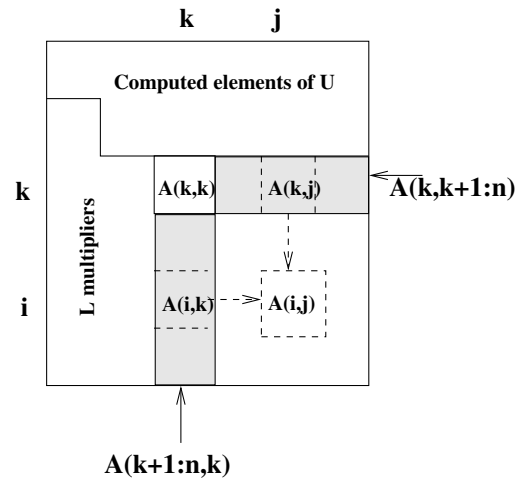 k j
Computed elements of U
k A(k,k) A(k,j) A(k,k+1:n)
L multipliers
i A(i,k) A(i,j)
A(k+1:n,k)